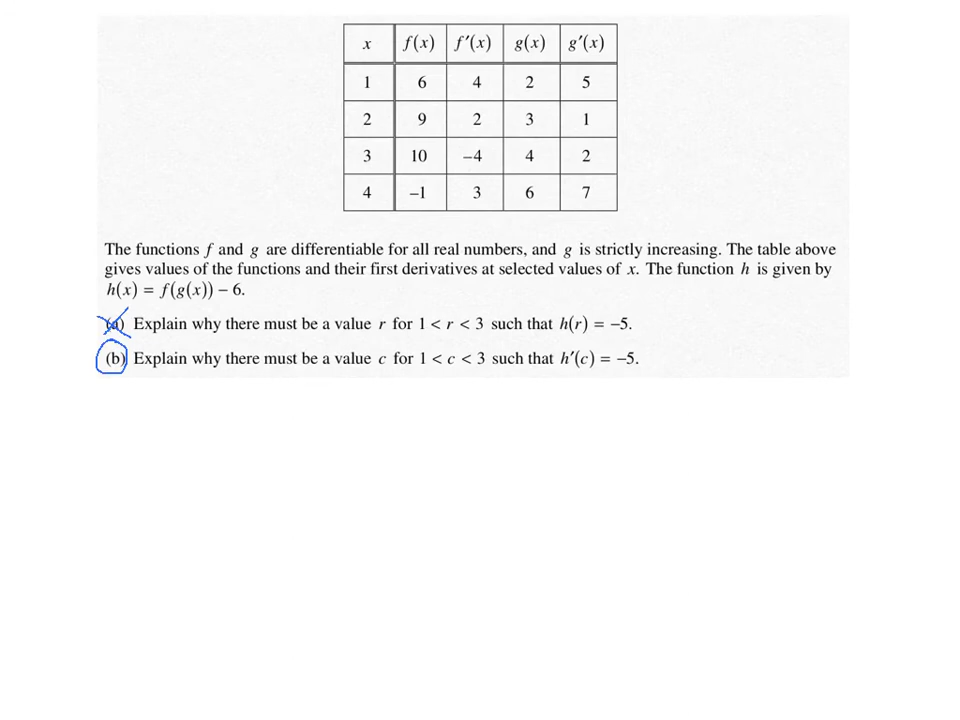 x f(x) f′(x) g(x) g′(x)
1 6 4 2 5
2 9 2 3 1
3 10 −4 4 2
4 −1 3 6 7
The functions f and g are differentiable for all real numbers, and g is strictly increasing. The table above
gives values of the functions and their first derivatives at selected values of x. The function h is given by
h(x) = f(g(x)) − 6.
(a) Explain why there must be a value r for 1 < r < 3 such that h(r) = −5.
(b) Explain why there must be a value c for 1 < c < 3 such that h′(c) = −5.